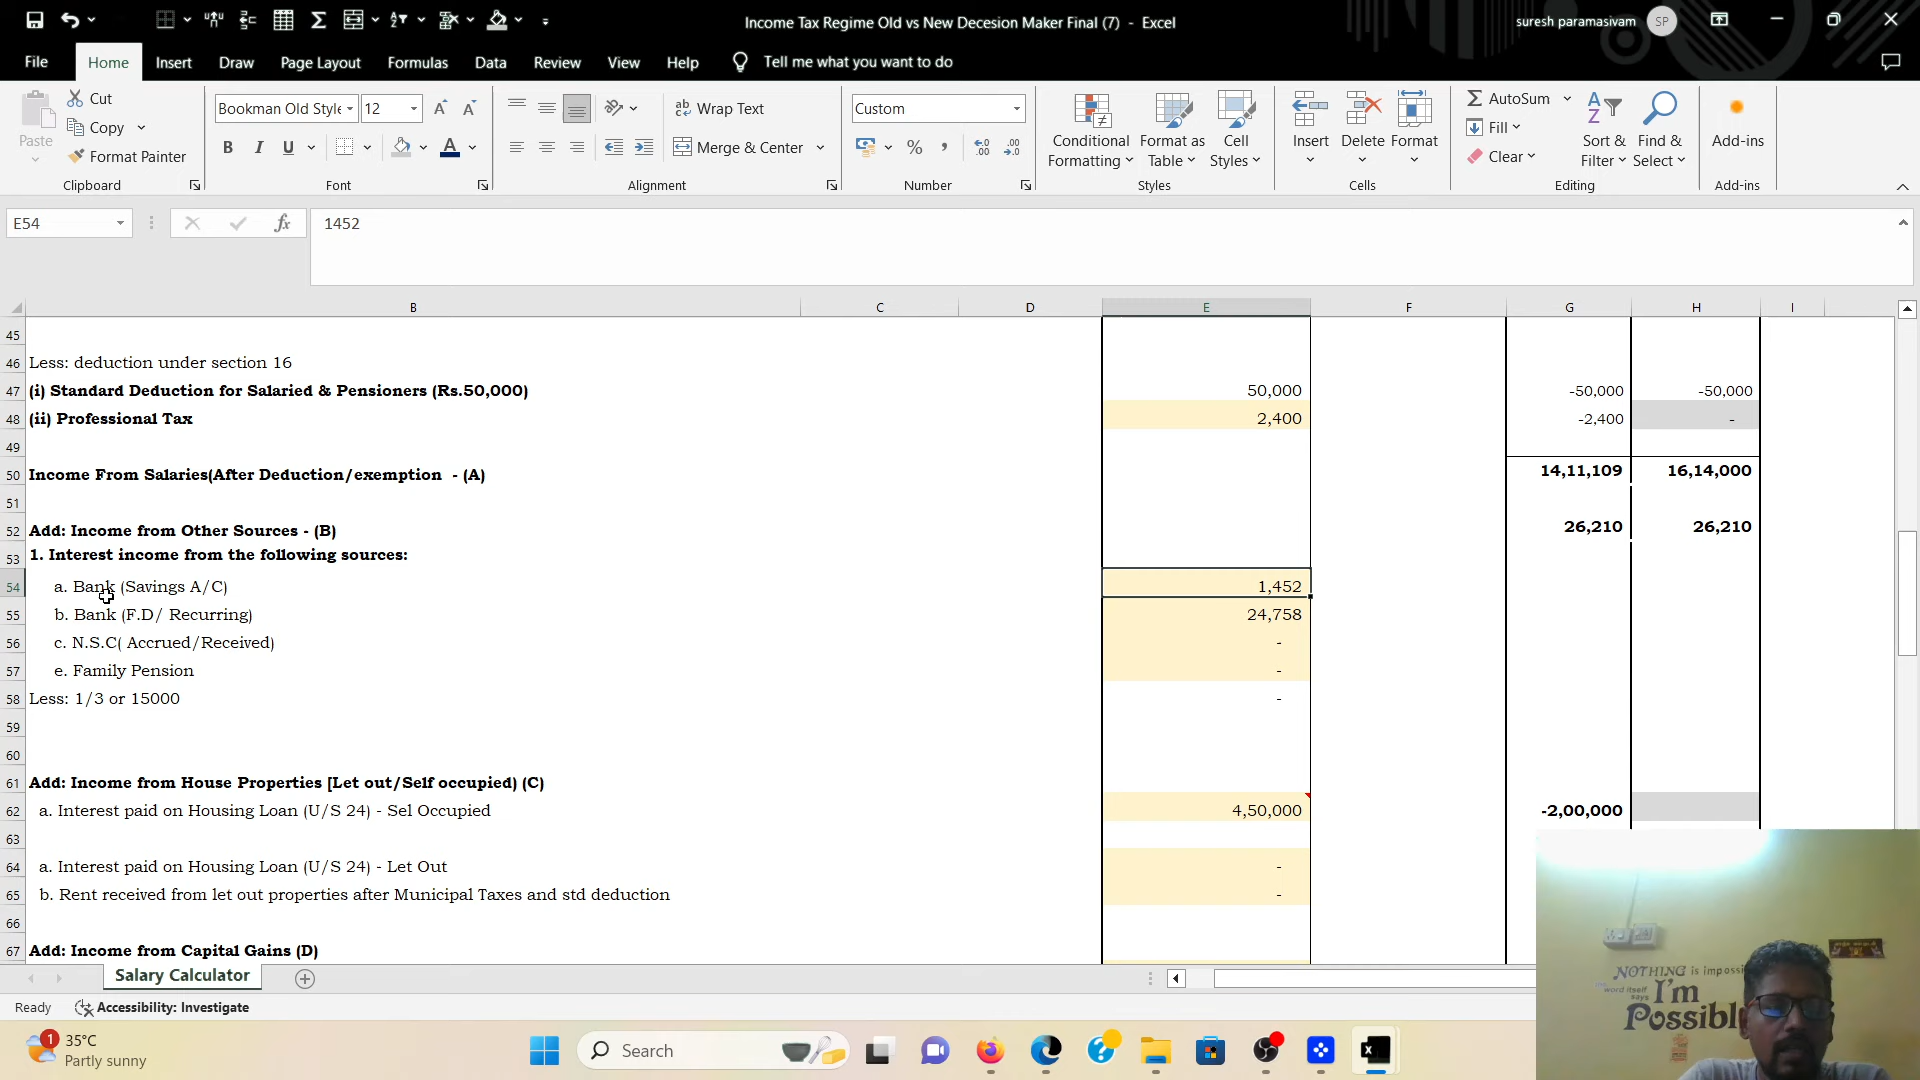 Income Tax Regime Old vs New Decesion Maker Final (7) - Excel
suresh paramasivam SP
File Home Insert Draw Page Layout Formulas Data Review View Help Tell me what you want to do
Paste
Cut
Copy
Format Painter
Clipboard
Bookman Old Style 12
B I U
Font
Wrap Text
Merge & Center
Alignment
Custom
Number
Conditional Formatting
Format as Table
Cell Styles
Styles
Insert Delete Format
Cells
AutoSum
Fill
Clear
Sort & Filter
Find & Select
Editing
Add-ins
Add-ins
E54 fx 1452
B C D E F G H I
45
46 Less: deduction under section 16
47 (i) Standard Deduction for Salaried & Pensioners (Rs.50,000) 50,000 -50,000 -50,000
48 (ii) Professional Tax 2,400 -2,400 -
49
50 Income From Salaries(After Deduction/exemption - (A) 14,11,109 16,14,000
51
52 Add: Income from Other Sources - (B) 26,210 26,210
53 1. Interest income from the following sources:
54 a. Bank (Savings A/C) 1,452
55 b. Bank (F.D/ Recurring) 24,758
56 c. N.S.C( Accrued/Received) -
57 e. Family Pension -
58 Less: 1/3 or 15000 -
59
60
61 Add: Income from House Properties [Let out/Self occupied) (C)
62 a. Interest paid on Housing Loan (U/S 24) - Sel Occupied 4,50,000 -2,00,000
63
64 a. Interest paid on Housing Loan (U/S 24) - Let Out -
65 b. Rent received from let out properties after Municipal Taxes and std deduction -
66
67 Add: Income from Capital Gains (D)
Salary Calculator
Ready Accessibility: Investigate
1 35°C
Partly sunny
Search
NOTHING is
says I'm
Possibl